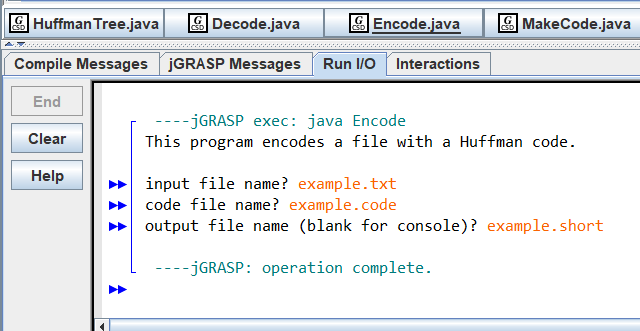 HuffmanTree.java Decode.java Encode.java MakeCode.java
Compile Messages jGRASP Messages Run I/O Interactions
End
Clear
Help
----jGRASP exec: java Encode
This program encodes a file with a Huffman code.
input file name? example.txt
code file name? example.code
output file name (blank for console)? example.short
----jGRASP: operation complete.